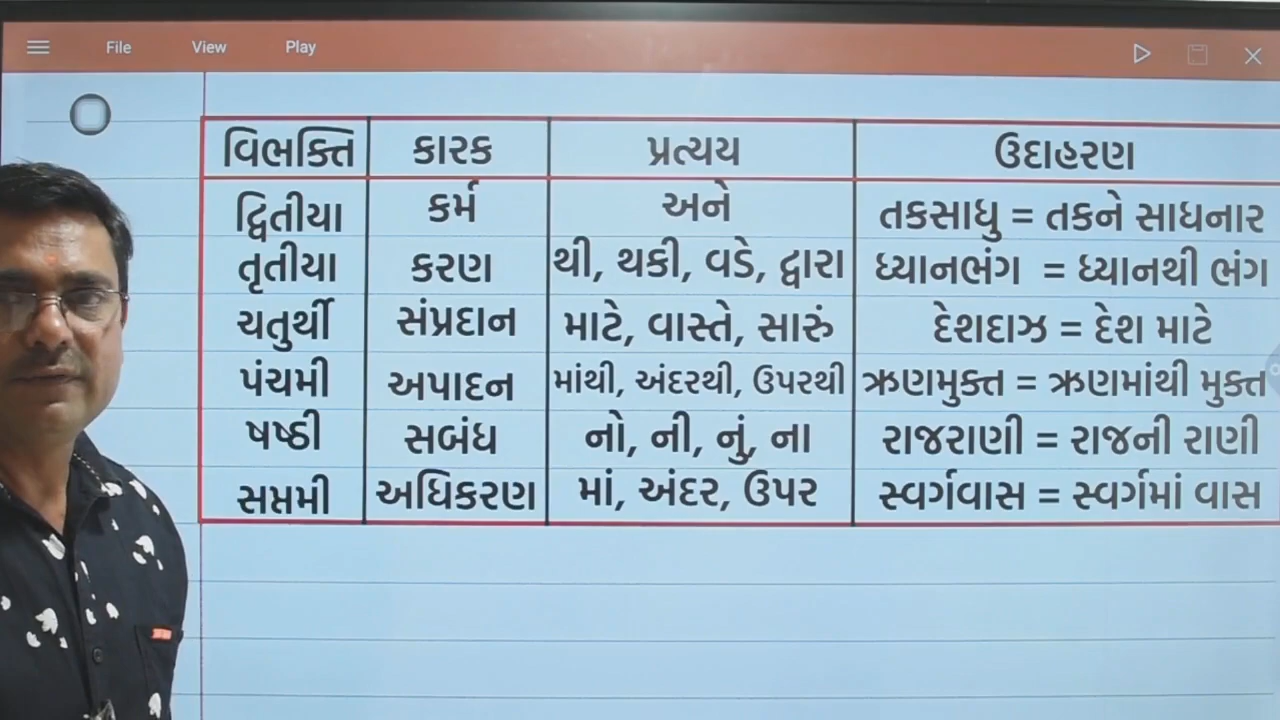 File View Play
વિભક્તિ કારક પ્રત્યય ઉદાહરણ
દ્વિતીયા કર્મ અને તકસાધુ = તકને સાધનાર
તૃતીયા કરણ થી, થકી, વડે, દ્વારા ધ્યાનભંગ = ધ્યાનથી ભંગ
ચતુર્થી સંપ્રદાન માટે, વાસ્તે, સારું દેશદાઝ = દેશ માટે
પંચમી અપાદન માંથી, અંદરથી, ઉપરથી ઋણમુક્ત = ઋણમાંથી મુક્ત
ષષ્ઠી સબંધ નો, ની, નું, ના રાજરાણી = રાજની રાણી
સપ્તમી અધિકરણ માં, અંદર, ઉપર સ્વર્ગવાસ = સ્વર્ગમાં વાસ